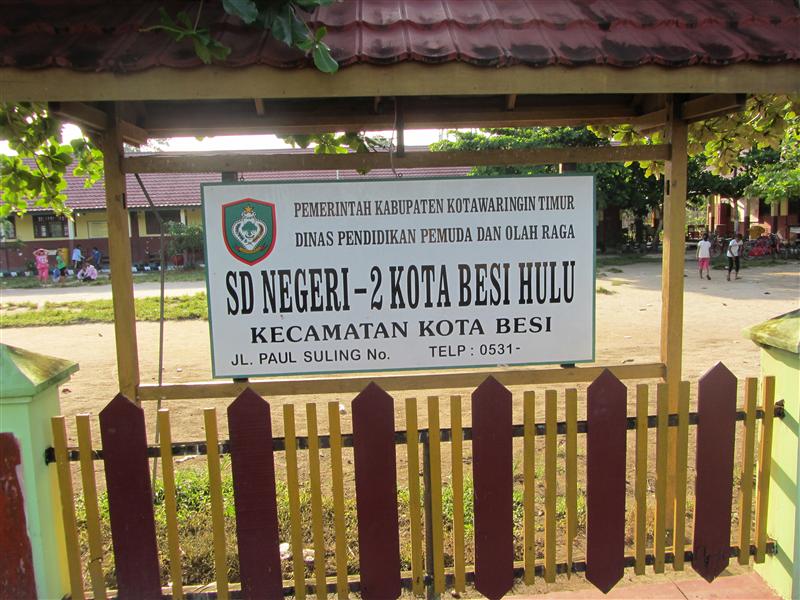 PEMERINTAH KABUPATEN KOTAWARINGIN TIMUR
DINAS PENDIDIKAN PEMUDA DAN OLAH RAGA
SD NEGERI-2 KOTA BESI HULU
KECAMATAN KOTA BESI
JL. PAUL SULING No. TELP : 0531-